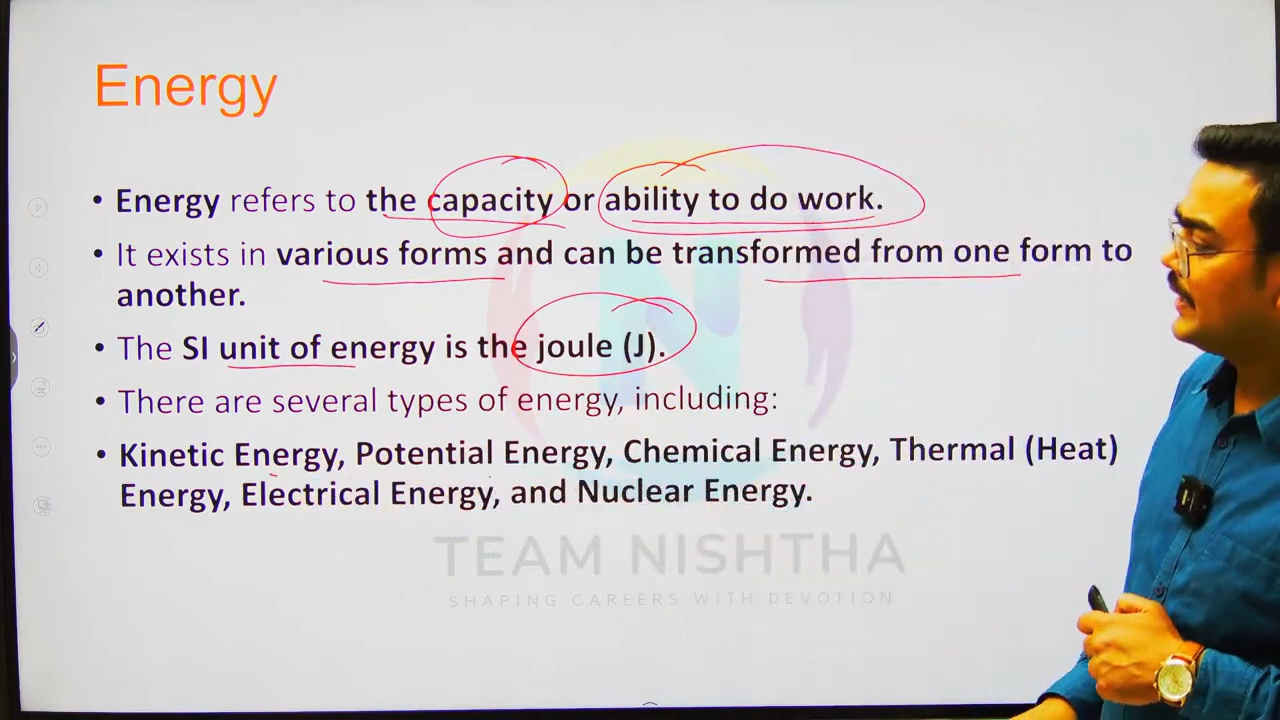 Energy
• Energy refers to the capacity or ability to do work.
• It exists in various forms and can be transformed from one form to
another.
• The SI unit of energy is the joule (J).
• There are several types of energy, including:
• Kinetic Energy, Potential Energy, Chemical Energy, Thermal (Heat)
Energy, Electrical Energy, and Nuclear Energy.
TEAM NISHTHA
SHAPING CAREERS WITH DEVOTION